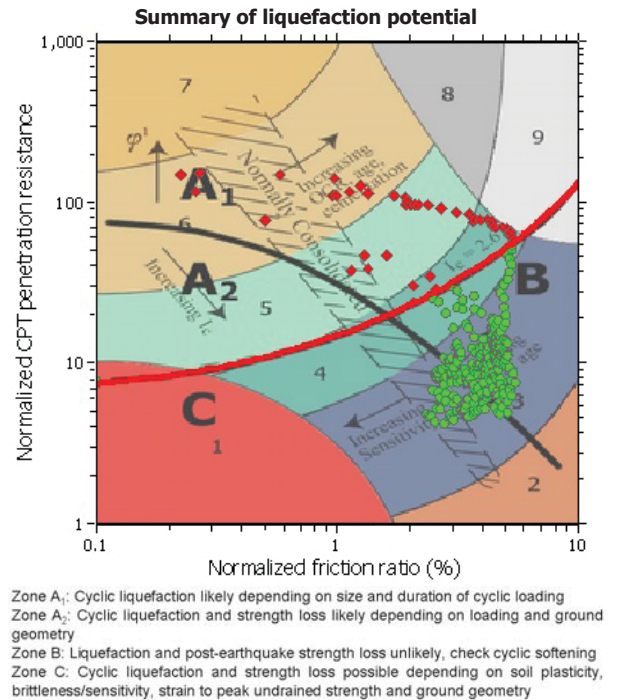 Summary of liquefaction potential
1,000
7
8
9
φ'
Increasing
OCR, age,
cementation
Normally Consolidated
A1
100
6
Ic = 2.6
A2
B
Increasing Ic
5
10
4
age
3
C
1
Increasing
Sensitivity
2
1
0.1
1
10
Normalized CPT penetration resistance
Normalized friction ratio (%)
Zone A1: Cyclic liquefaction likely depending on size and duration of cyclic loading
Zone A2: Cyclic liquefaction and strength loss likely depending on loading and ground
geometry
Zone B: Liquefaction and post-earthquake strength loss unlikely, check cyclic softening
Zone C: Cyclic liquefaction and strength loss possible depending on soil plasticity,
brittleness/sensitivity, strain to peak undrained strength and ground geometry